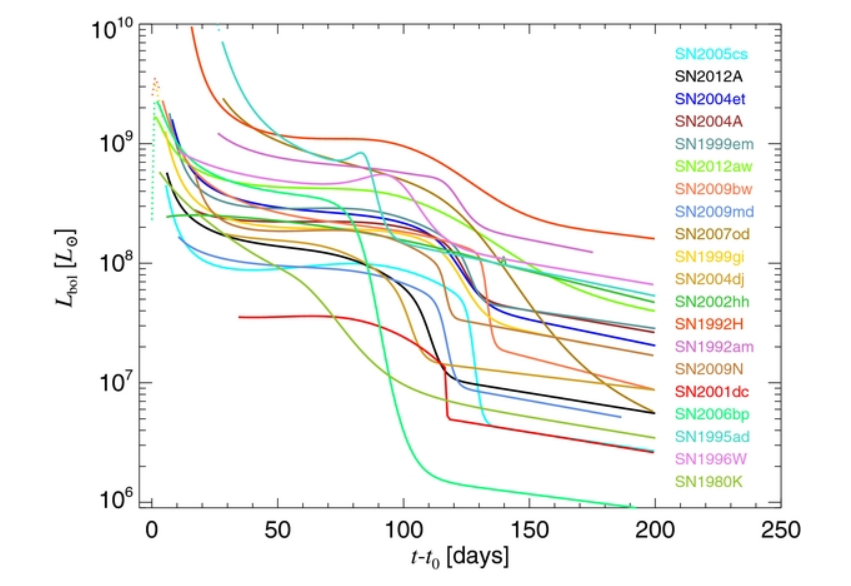 10^10
10^9
10^8
10^7
10^6
L_bol [L_⊙]
0 50 100 150 200 250
t-t_0 [days]
SN2005cs
SN2012A
SN2004et
SN2004A
SN1999em
SN2012aw
SN2009bw
SN2009md
SN2007od
SN1999gi
SN2004dj
SN2002hh
SN1992H
SN1992am
SN2009N
SN2001dc
SN2006bp
SN1995ad
SN1996W
SN1980K